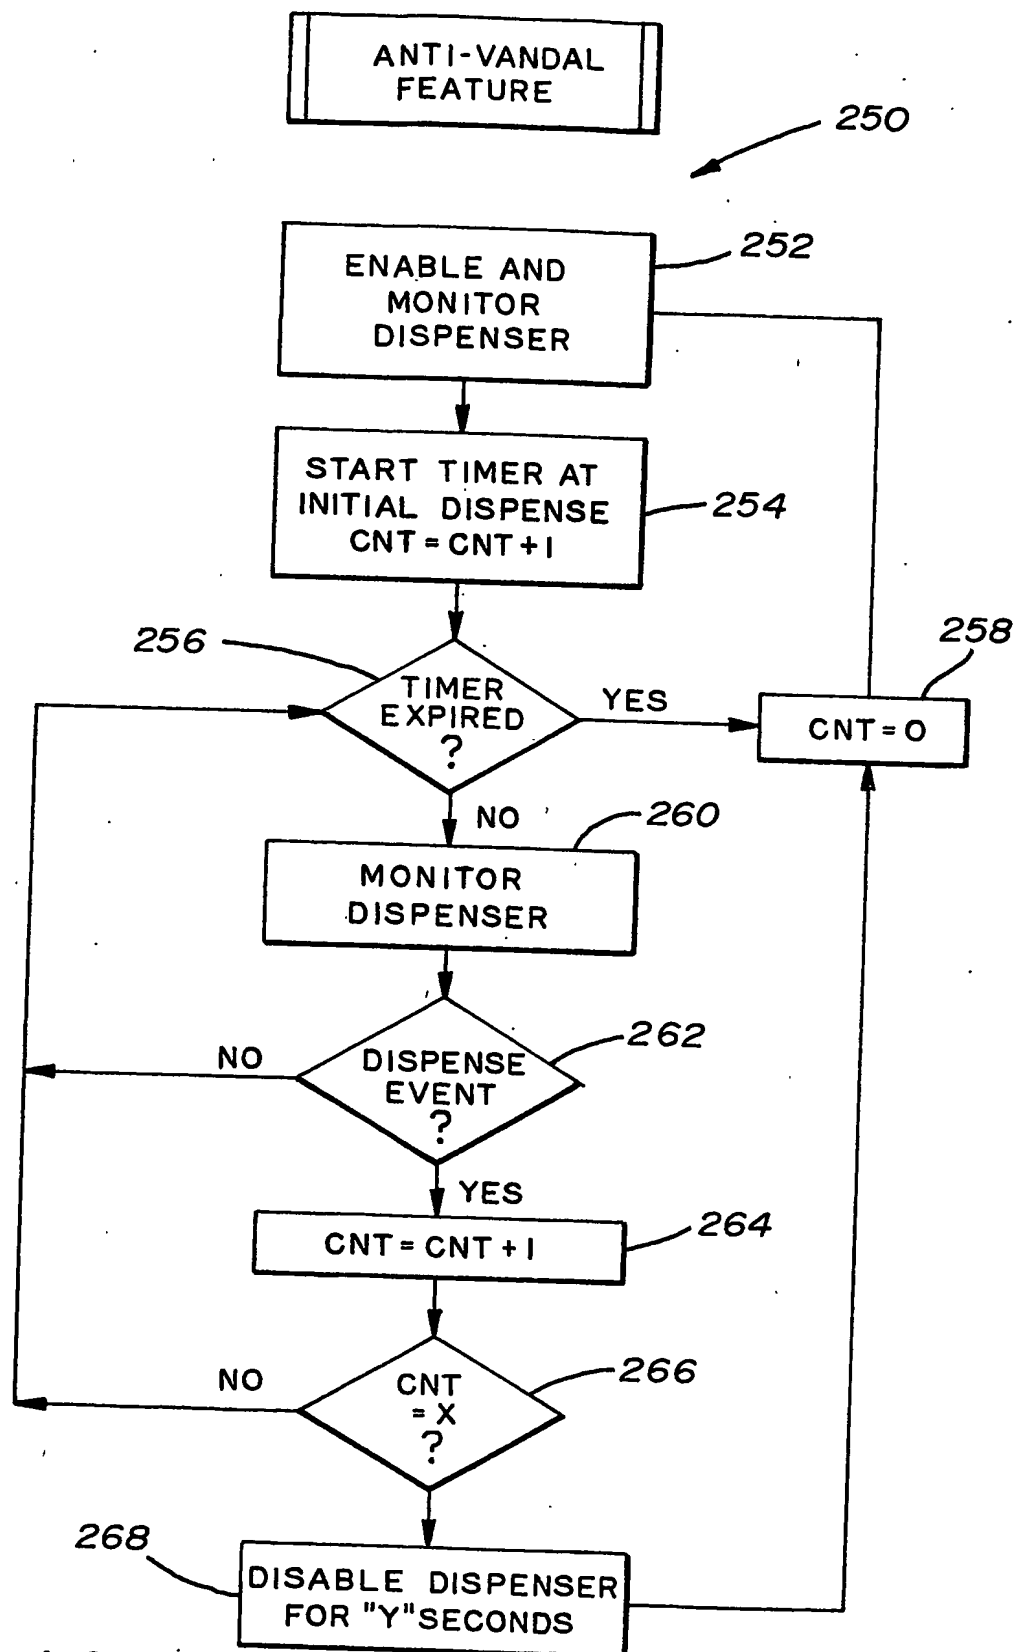 ANTI-VANDAL
FEATURE
250
252
ENABLE AND
MONITOR
DISPENSER
254
START TIMER AT
INITIAL DISPENSE
CNT = CNT + 1
256
258
TIMER
EXPIRED
?
YES
CNT = 0
NO
260
MONITOR
DISPENSER
262
NO
DISPENSE
EVENT
?
YES
264
CNT = CNT + 1
266
NO
CNT
= X
?
268
DISABLE DISPENSER
FOR "Y" SECONDS